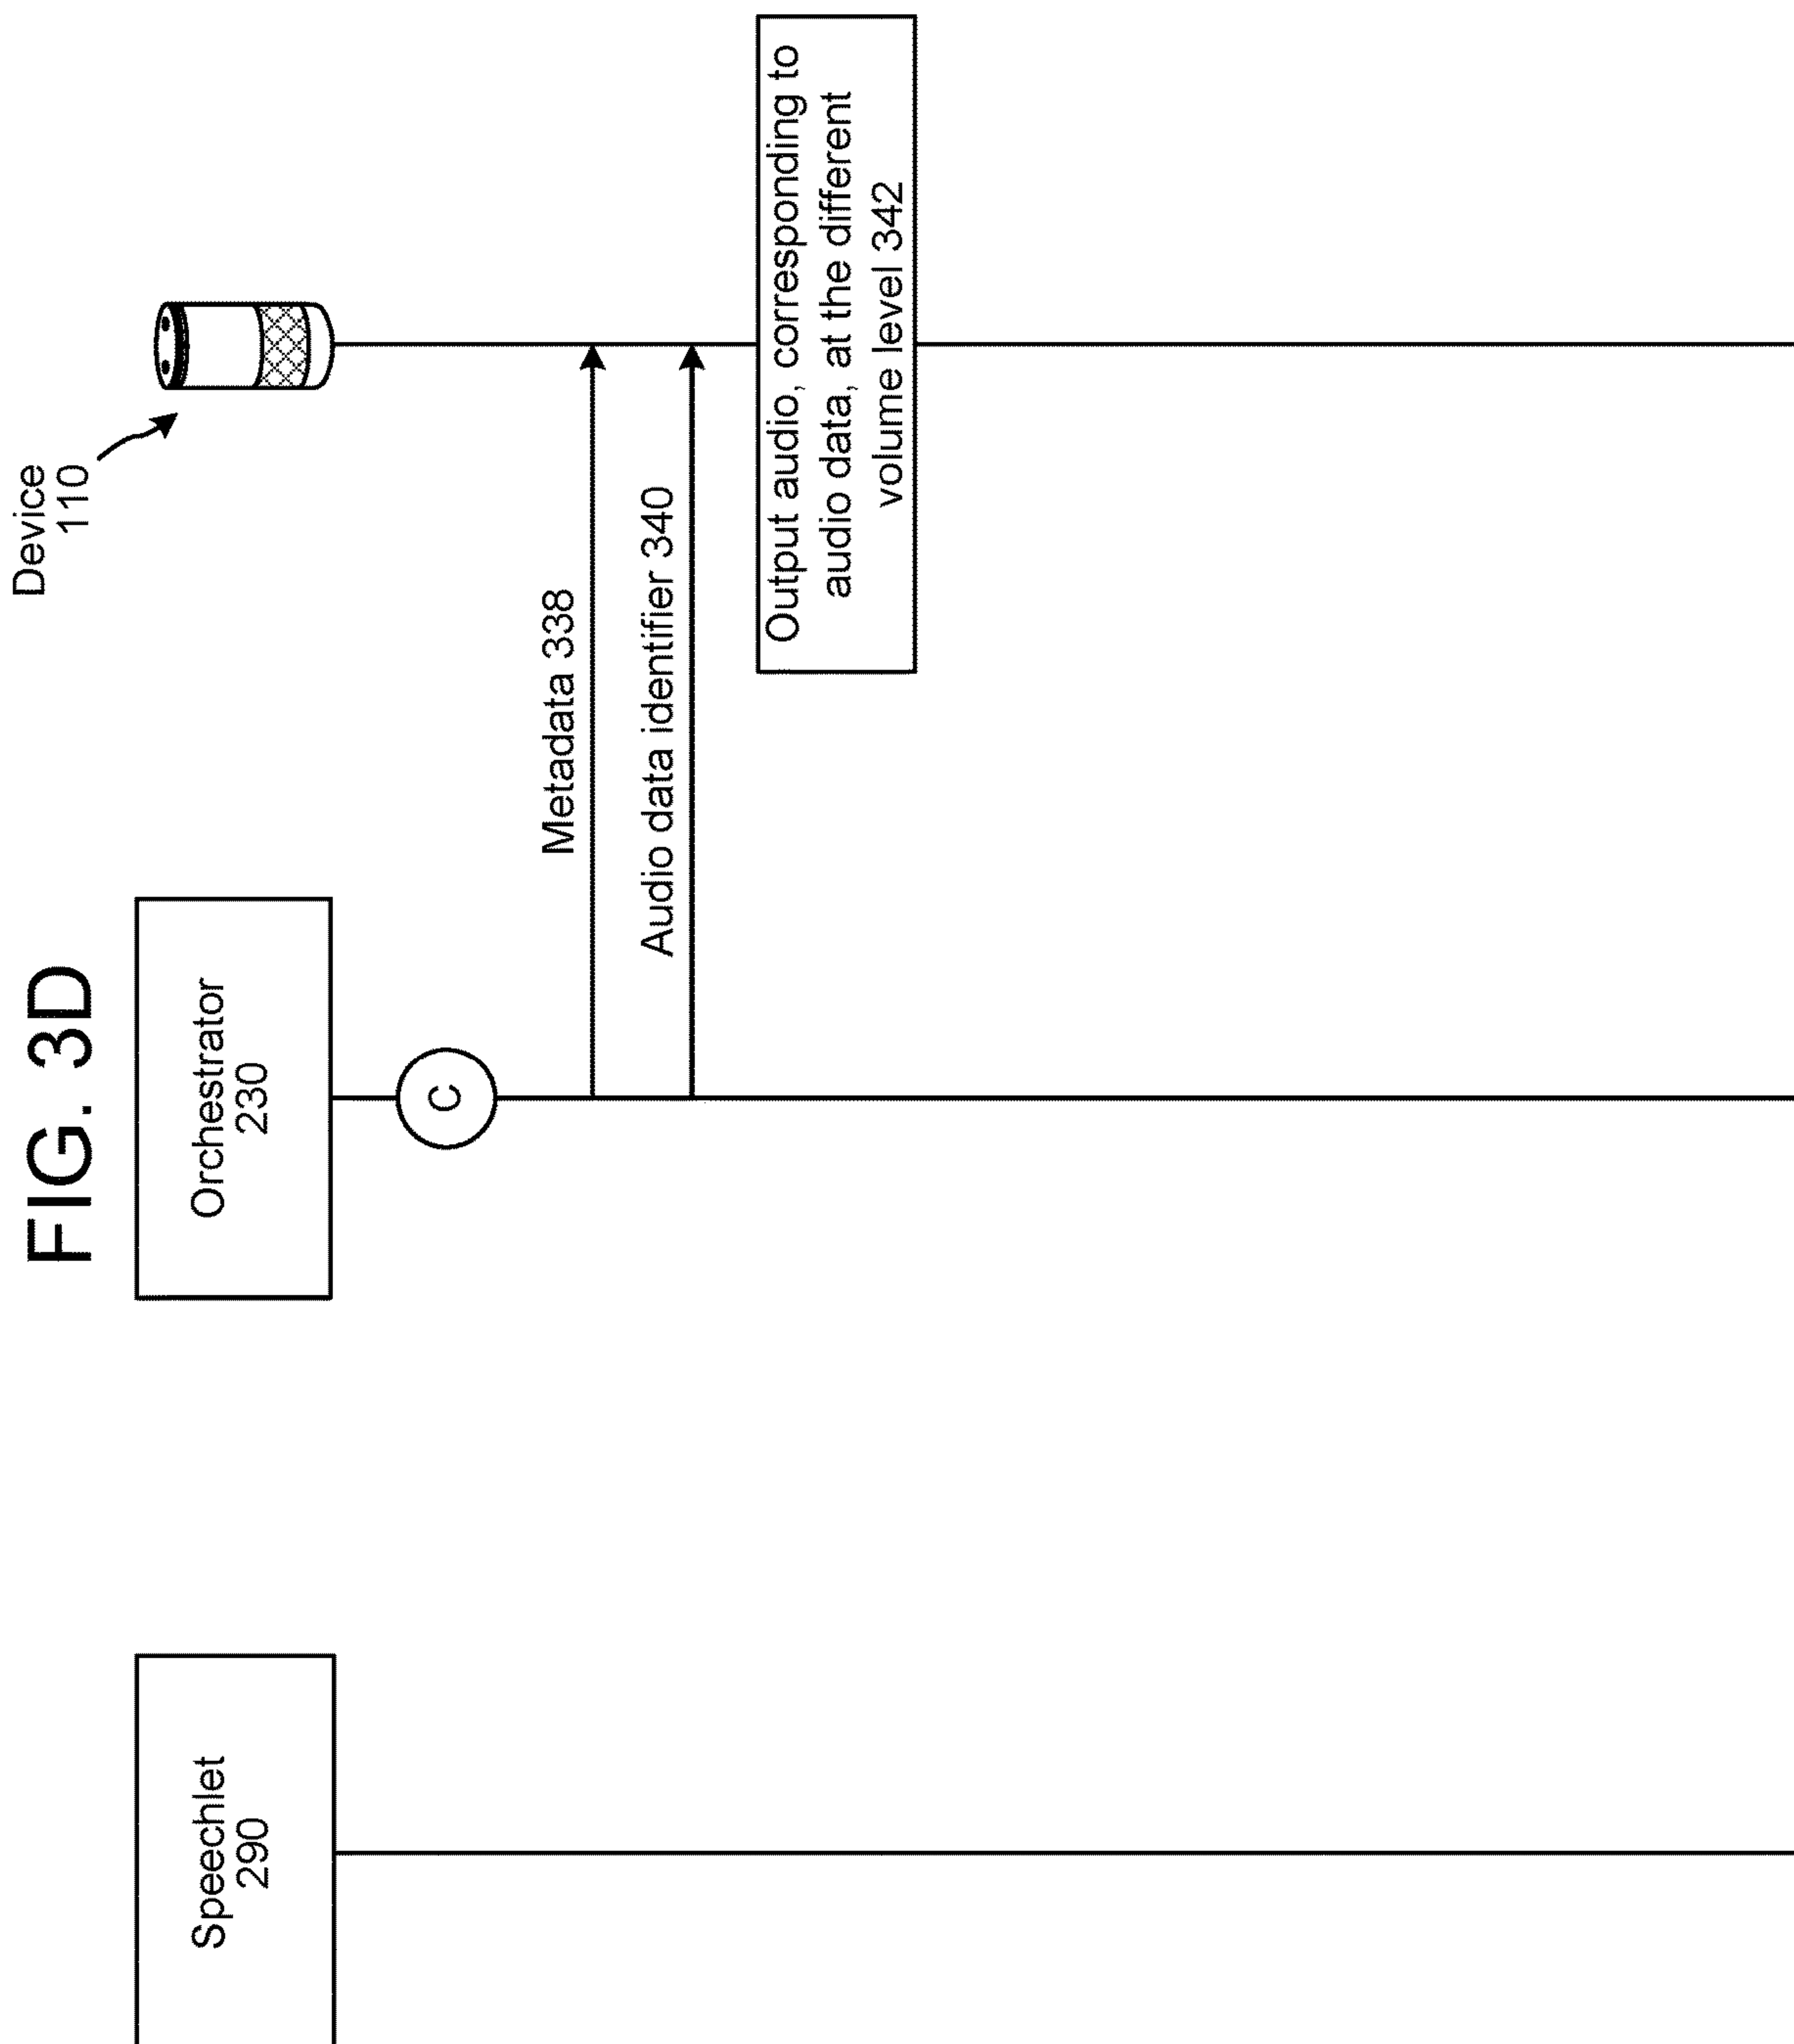 FIG. 3D
Speechlet
290
Orchestrator
230
Device
110
C
Metadata 338
Audio data identifier 340
Output audio, corresponding to
audio data, at the different
volume level 342